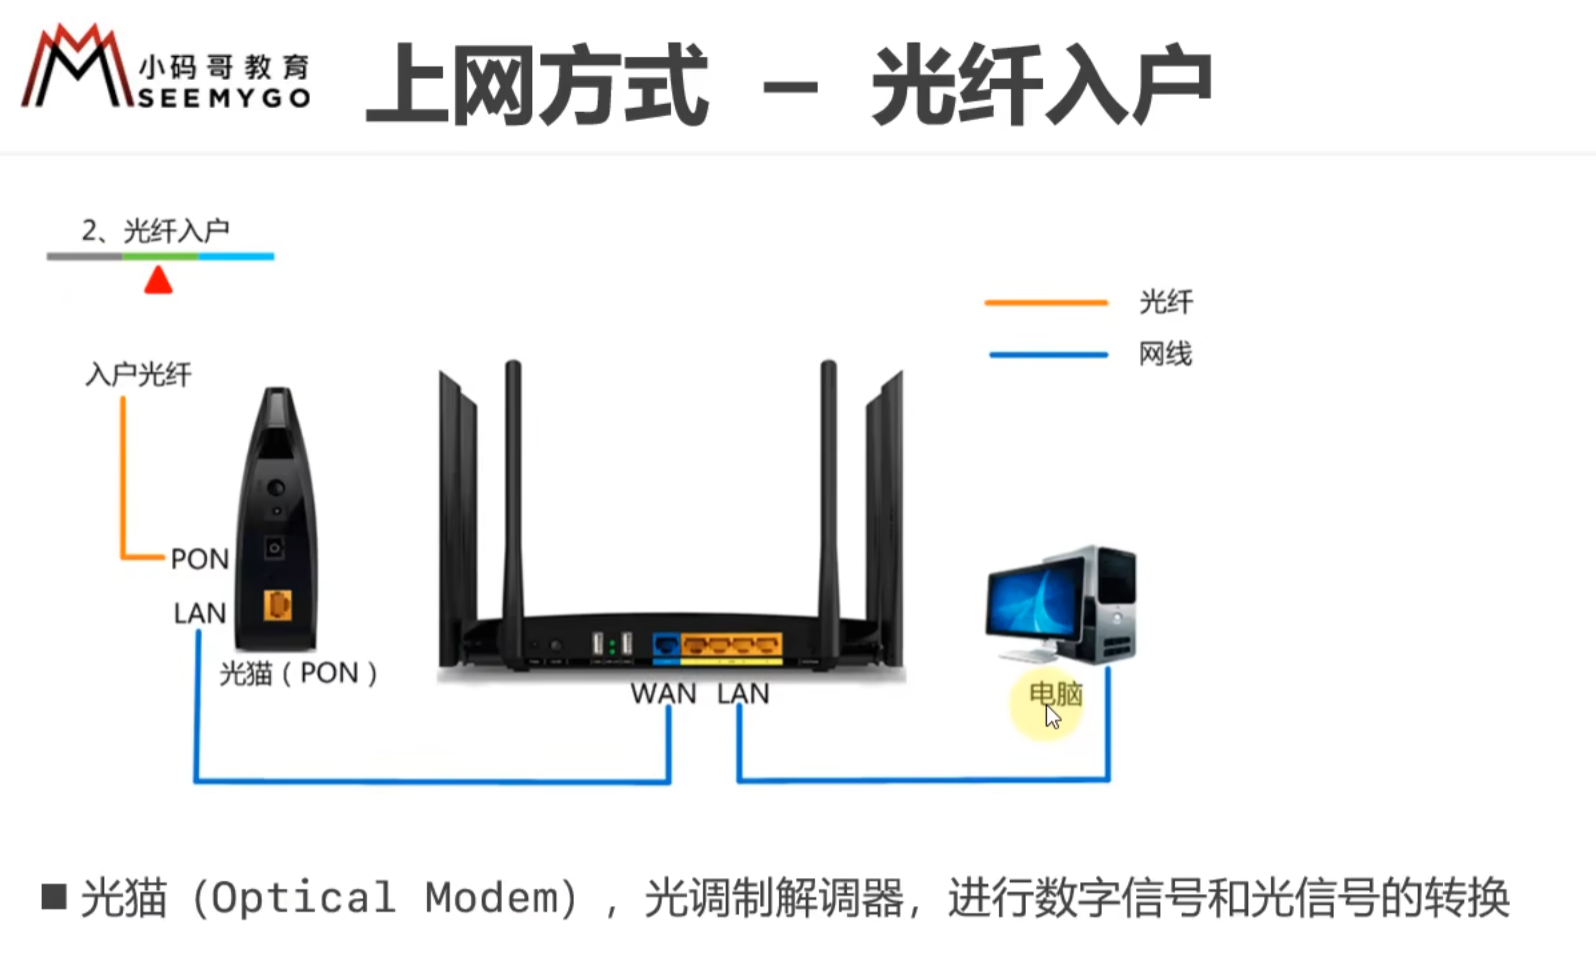 小码哥教育
SEEMYGO
上网方式 - 光纤入户
2、光纤入户
光纤
网线
入户光纤
PON
LAN
光猫（PON）
WAN LAN
电脑
■ 光猫（Optical Modem），光调制解调器，进行数字信号和光信号的转换